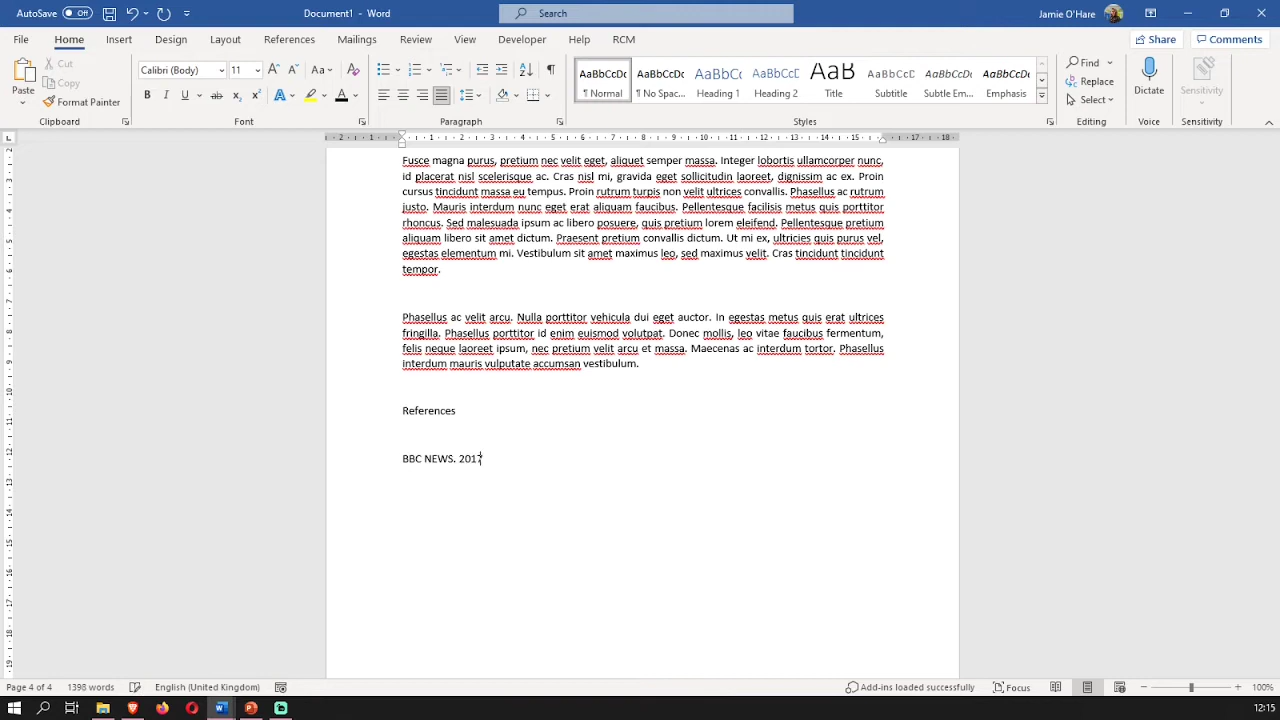 AutoSave Off Document1 - Word Search Jamie O'Hare
File Home Insert Design Layout References Mailings Review View Developer Help RCM Share Comments
Paste Cut Copy Format Painter
Clipboard
Calibri (Body) 11
Font
Paragraph
AaBbCcDc AaBbCcDc AaBbCc AaBbCcD AaB AaBbCcDc AaBbCcDc AaBbCcDc
¶ Normal ¶ No Spac... Heading 1 Heading 2 Title Subtitle Subtle Em... Emphasis
Styles
Find
Replace
Select
Editing
Dictate
Voice
Sensitivity
Sensitivity
Fusce magna purus, pretium nec velit eget, aliquet semper massa. Integer lobortis ullamcorper nunc,
id placerat nisl scelerisque ac. Cras nisl mi, gravida eget sollicitudin laoreet, dignissim ac ex. Proin
cursus tincidunt massa eu tempus. Proin rutrum turpis non velit ultrices convallis. Phasellus ac rutrum
justo. Mauris interdum nunc eget erat aliquam faucibus. Pellentesque facilisis metus quis porttitor
rhoncus. Sed malesuada ipsum ac libero posuere, quis pretium lorem eleifend. Pellentesque pretium
aliquam libero sit amet dictum. Praesent pretium convallis dictum. Ut mi ex, ultricies quis purus vel,
egestas elementum mi. Vestibulum sit amet maximus leo, sed maximus velit. Cras tincidunt tincidunt
tempor.
Phasellus ac velit arcu. Nulla porttitor vehicula dui eget auctor. In egestas metus quis erat ultrices
fringilla. Phasellus porttitor id enim euismod volutpat. Donec mollis, leo vitae faucibus fermentum,
felis neque laoreet ipsum, nec pretium velit arcu et massa. Maecenas ac interdum tortor. Phasellus
interdum mauris vulputate accumsan vestibulum.
References
BBC NEWS. 2017
Page 4 of 4 1398 words English (United Kingdom) Add-ins loaded successfully Focus 100%
12:15